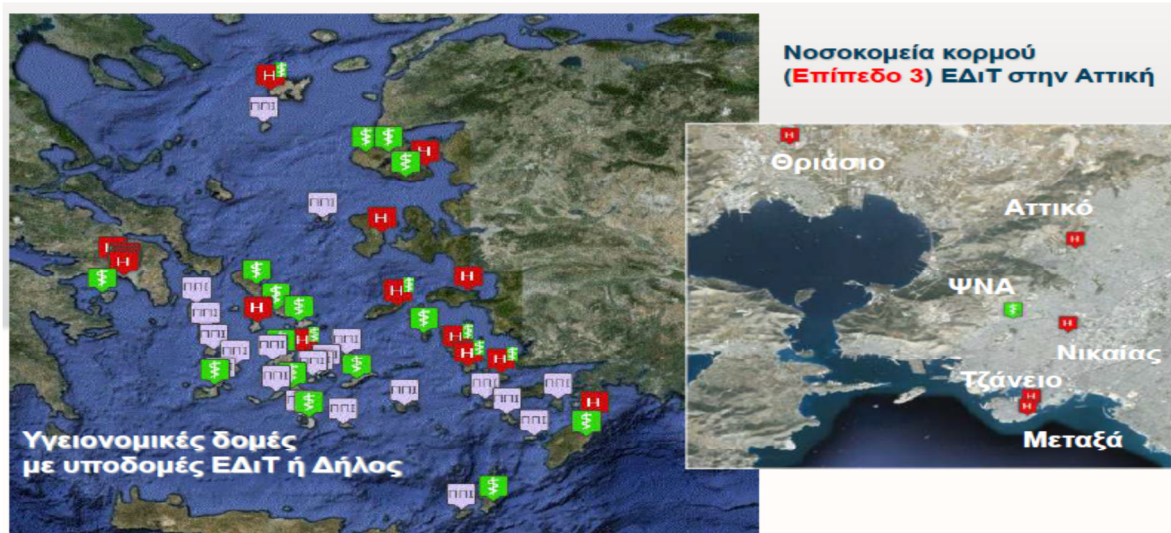 Νοσοκομεία κορμού
(Επίπεδο 3) ΕΔιΤ στην Αττική
Θριάσιο
Αττικό
ΨΝΑ
Νικαίας
Τζάνειο
Μεταξά
Υγειονομικές δομές
με υποδομές ΕΔιΤ ή Δήλος